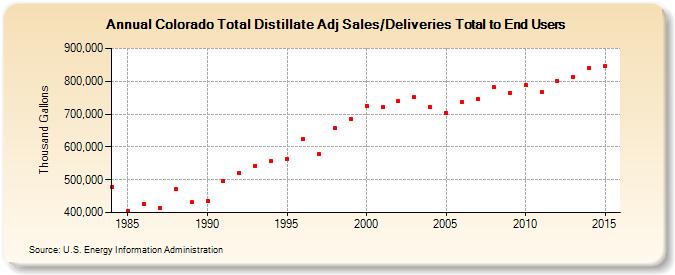 Annual Colorado Total Distillate Adj Sales/Deliveries Total to End Users
Thousand Gallons
900,000
800,000
700,000
600,000
500,000
400,000
1985 1990 1995 2000 2005 2010 2015
Source: U.S. Energy Information Administration